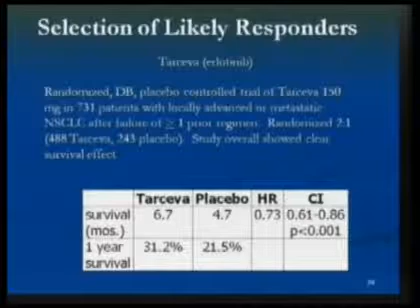 Selection of Likely Responders
Tarceva (erlotinib)
Randomized, DB, placebo controlled trial of Tarceva 150
mg in 731 patients with locally advanced or metastatic
NSCLC after failure of ≥ 1 prior regimen. Randomized 2:1
(488 Tarceva, 243 placebo). Study overall showed clear
survival effect
Tarceva Placebo HR CI
survival 6.7 4.7 0.73 0.61-0.86
(mos.) p<0.001
1 year 31.2% 21.5%
survival